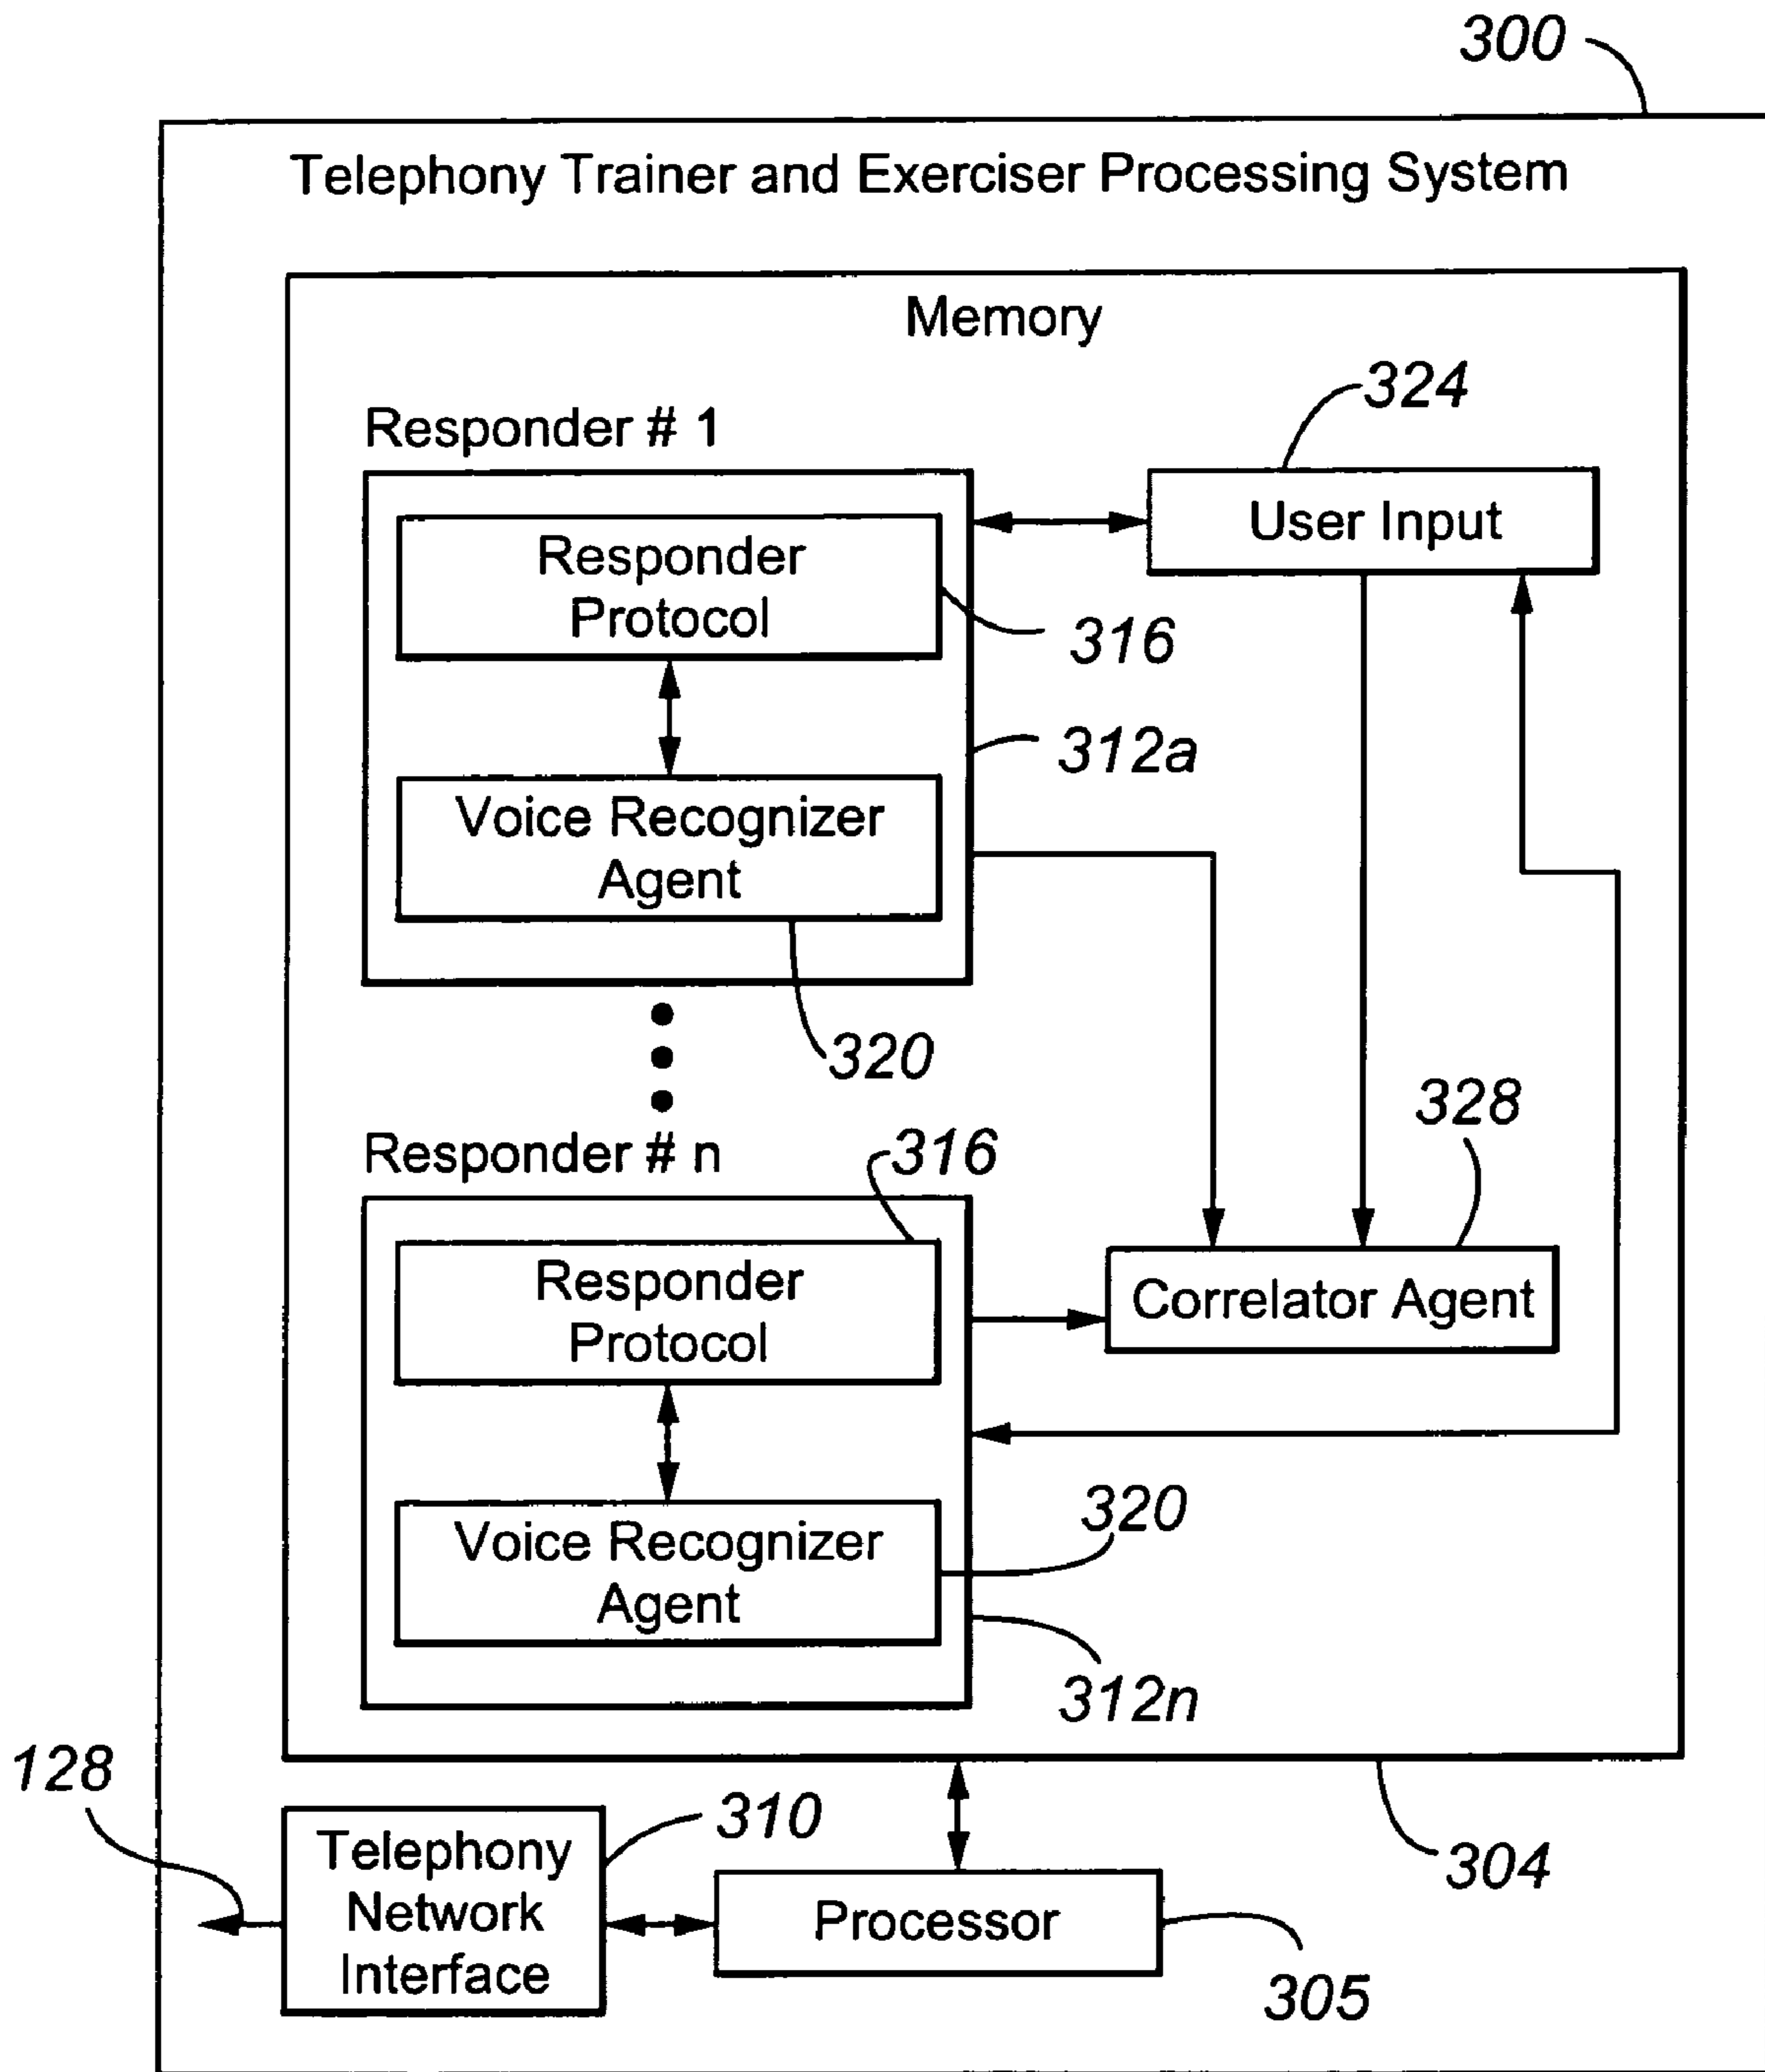 300
Telephony Trainer and Exerciser Processing System
Memory
324
Responder # 1
User Input
Responder
Protocol
316
312a
Voice Recognizer
Agent
320
328
Responder # n
316
Responder
Protocol
Correlator Agent
320
Voice Recognizer
Agent
312n
128
310
304
Telephony
Network
Interface
Processor
305